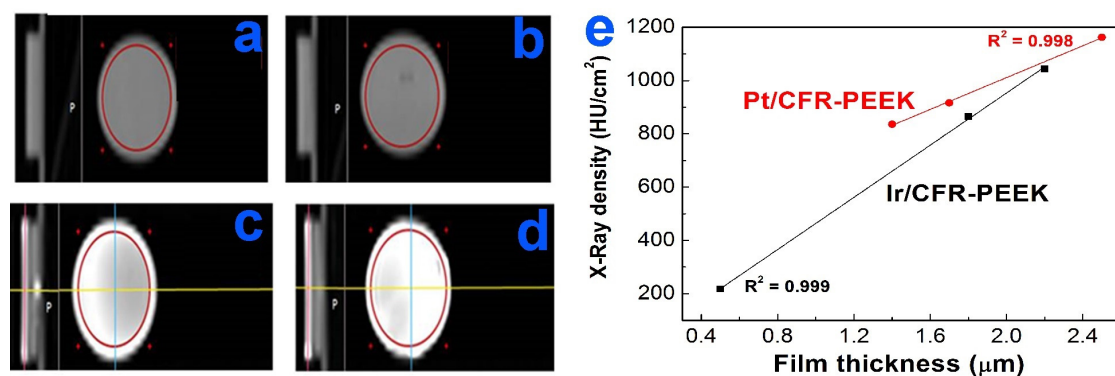 a
P
b
P
c
P
d
P
e
X-Ray density (HU/cm²)
1200
1000
800
600
400
200
R² = 0.998
Pt/CFR-PEEK
Ir/CFR-PEEK
R² = 0.999
0.4 0.8 1.2 1.6 2.0 2.4
Film thickness (μm)